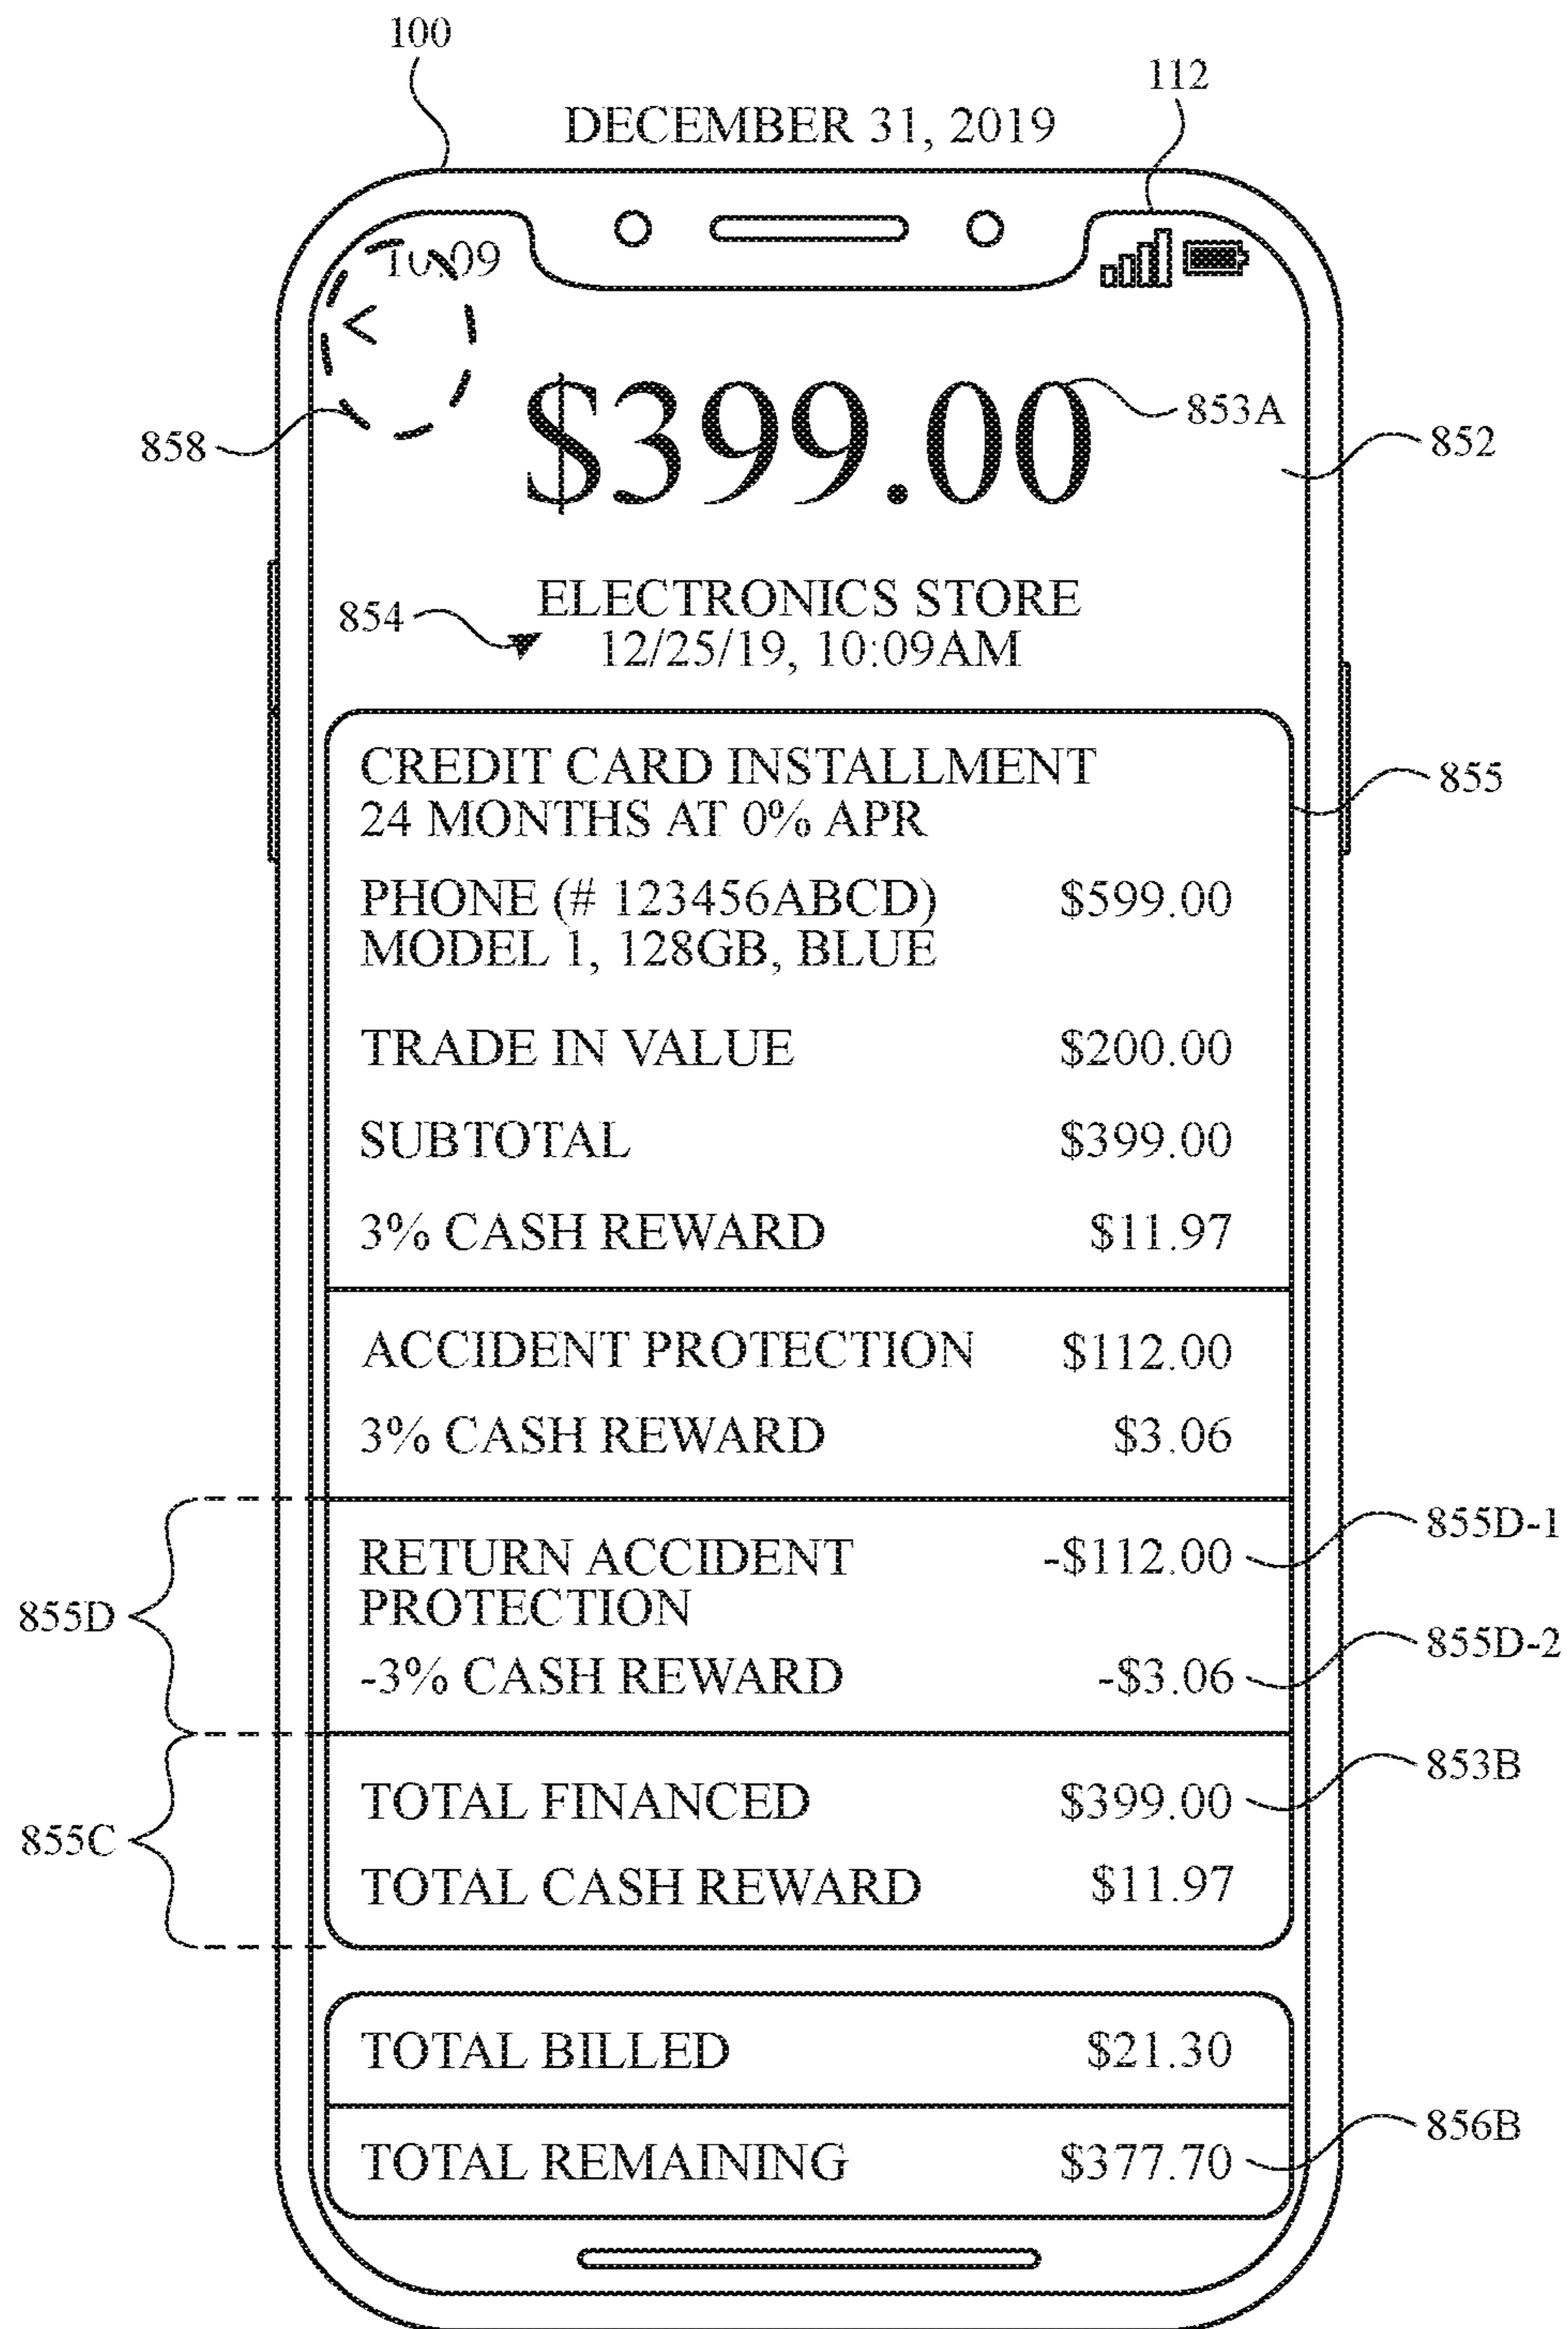 100
112
DECEMBER 31, 2019
10:09
<
$399.00
853A
852
858
ELECTRONICS STORE
854
12/25/19, 10:09AM
CREDIT CARD INSTALLMENT
855
24 MONTHS AT 0% APR
PHONE (# 123456ABCD) $599.00
MODEL 1, 128GB, BLUE
TRADE IN VALUE $200.00
SUBTOTAL $399.00
3% CASH REWARD $11.97
ACCIDENT PROTECTION $112.00
3% CASH REWARD $3.06
855D-1
RETURN ACCIDENT -$112.00
PROTECTION
855D
855D-2
-3% CASH REWARD -$3.06
853B
TOTAL FINANCED $399.00
855C
TOTAL CASH REWARD $11.97
TOTAL BILLED $21.30
856B
TOTAL REMAINING $377.70